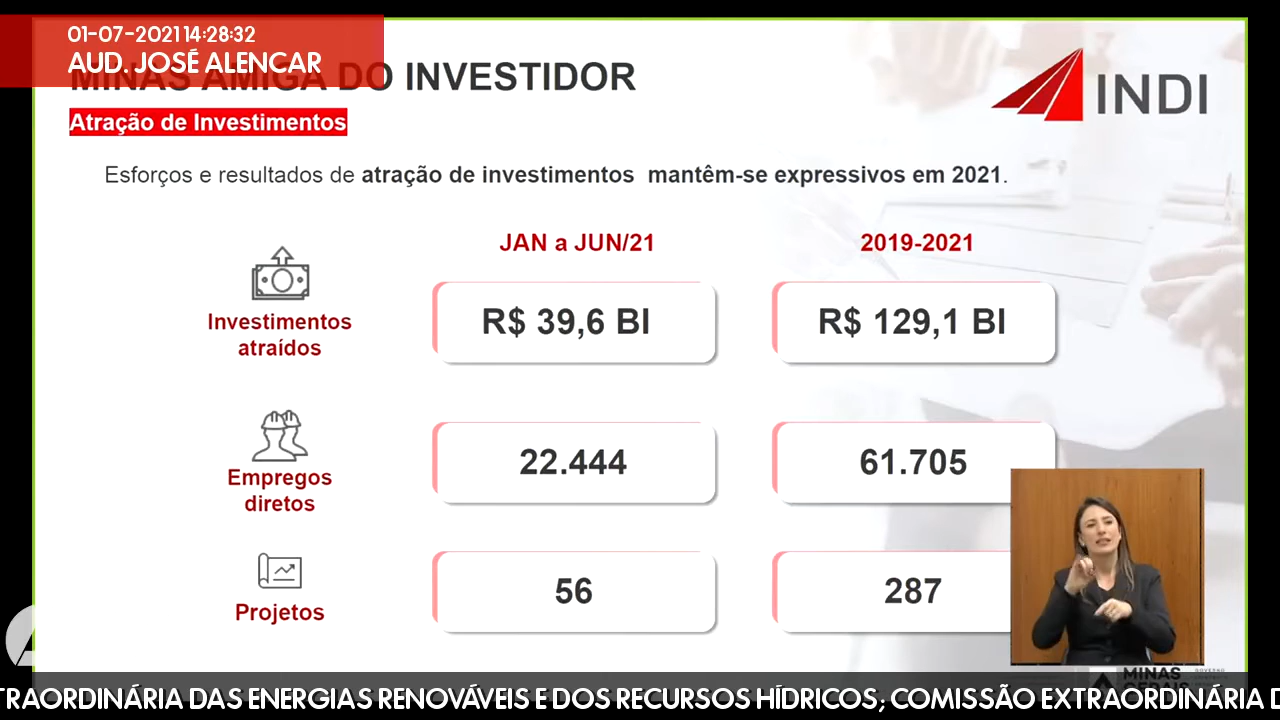 01-07-2021 14:28:32
AUD. JOSÉ ALENCAR
MINAS AMIGA DO INVESTIDOR
INDI
Atração de Investimentos
Esforços e resultados de atração de investimentos mantêm-se expressivos em 2021.
JAN a JUN/21
2019-2021
Investimentos
atraídos
R$ 39,6 BI
R$ 129,1 BI
Empregos
diretos
22.444
61.705
Projetos
56
287
MINAS
GERAIS
TRAORDINÁRIA DAS ENERGIAS RENOVÁVEIS E DOS RECURSOS HÍDRICOS; COMISSÃO EXTRAORDINÁRIA D